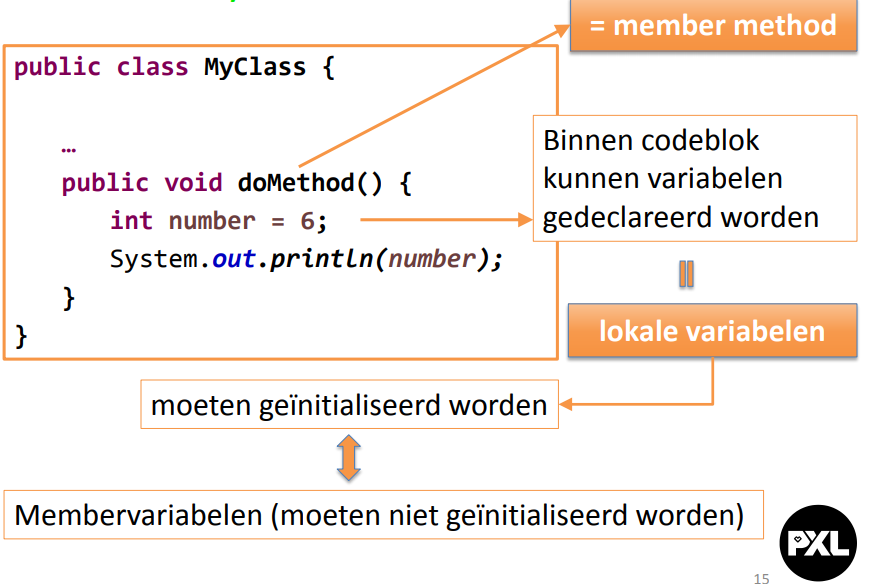 = member method
public class MyClass {
…
public void doMethod() {
int number = 6;
System.out.println(number);
}
}
Binnen codeblok
kunnen variabelen
gedeclareerd worden
lokale variabelen
moeten geïnitialiseerd worden
Membervariabelen (moeten niet geïnitialiseerd worden)
PXL
15